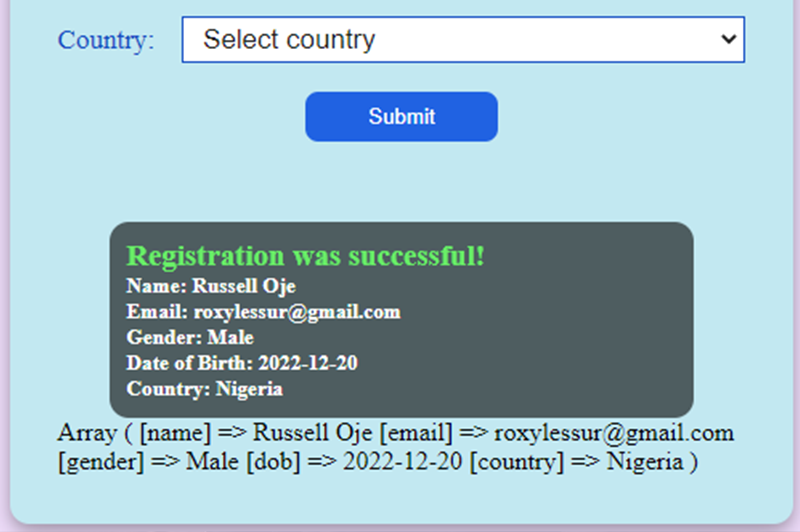 Country: Select country
Submit
Registration was successful!
Name: Russell Oje
Email: roxylessur@gmail.com
Gender: Male
Date of Birth: 2022-12-20
Country: Nigeria
Array ( [name] => Russell Oje [email] => roxylessur@gmail.com
[gender] => Male [dob] => 2022-12-20 [country] => Nigeria )